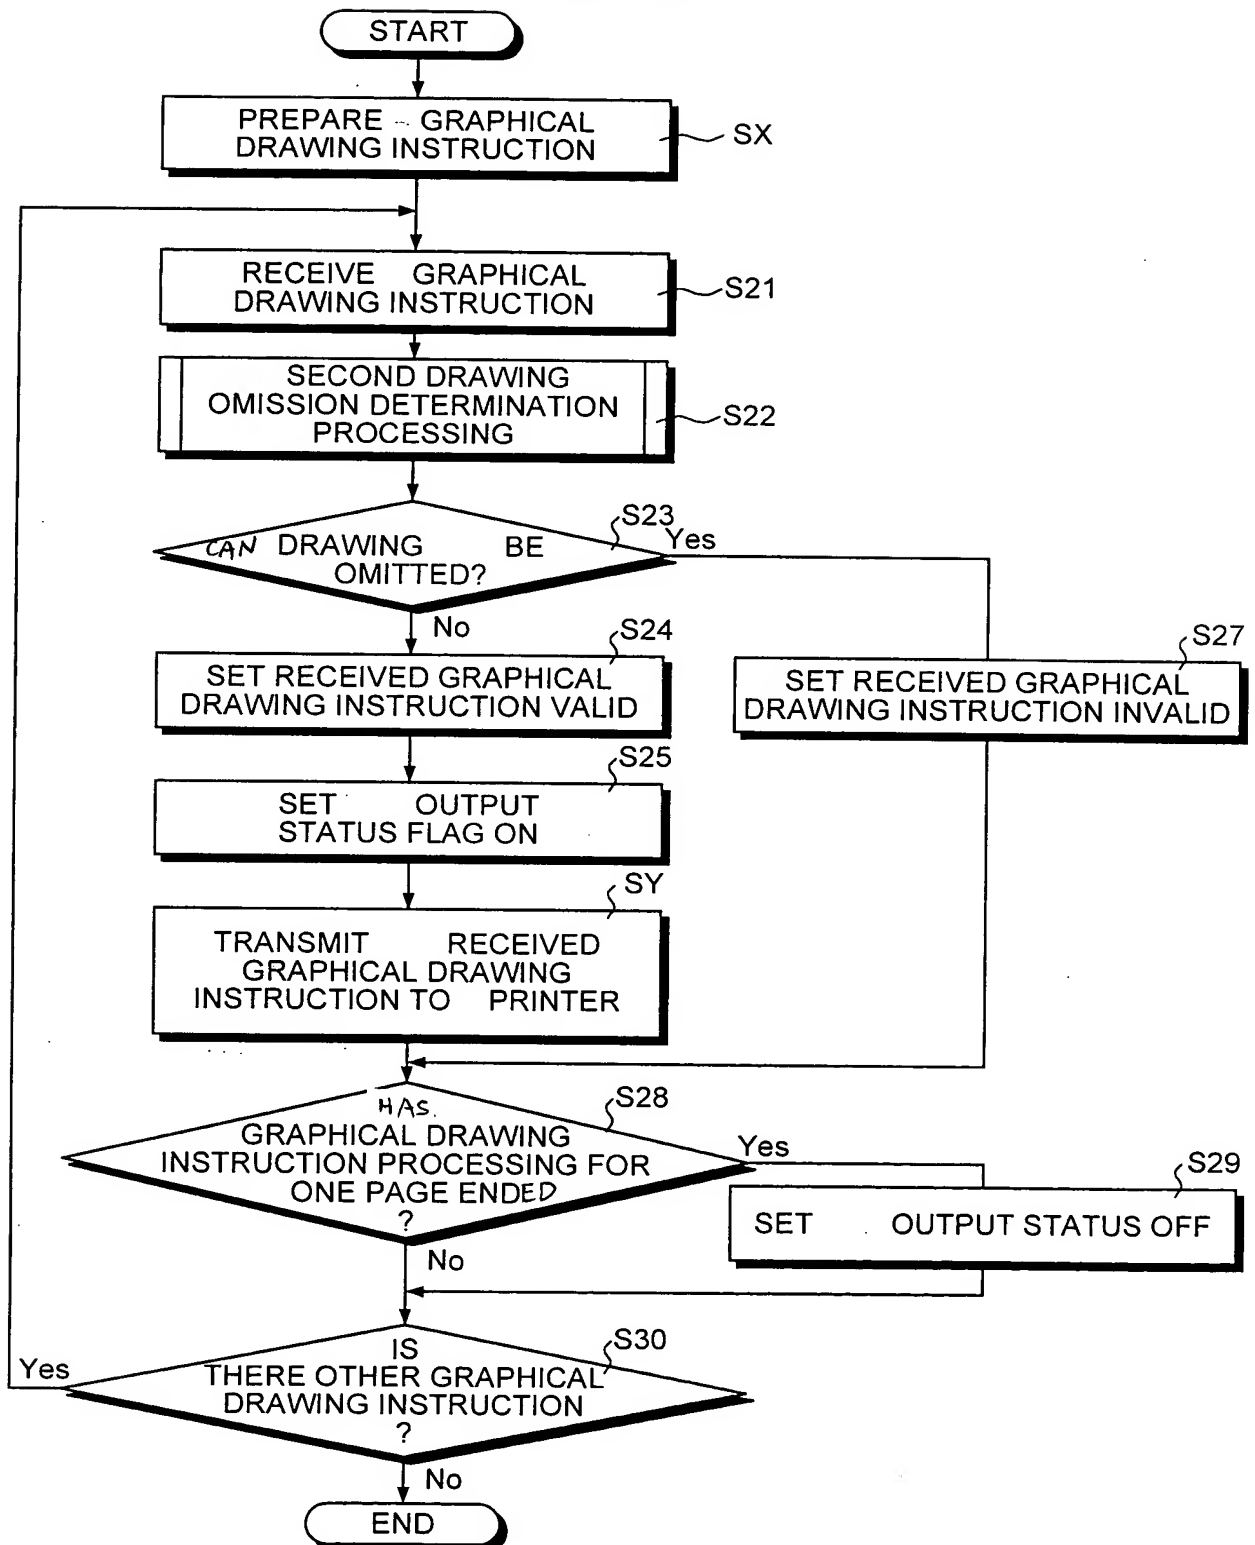 START
PREPARE GRAPHICAL
DRAWING INSTRUCTION
SX
RECEIVE GRAPHICAL
DRAWING INSTRUCTION
S21
SECOND DRAWING
OMISSION DETERMINATION
PROCESSING
S22
S23
CAN DRAWING BE
OMITTED?
Yes
No
S24
SET RECEIVED GRAPHICAL
DRAWING INSTRUCTION VALID
S27
SET RECEIVED GRAPHICAL
DRAWING INSTRUCTION INVALID
S25
SET OUTPUT
STATUS FLAG ON
SY
TRANSMIT RECEIVED
GRAPHICAL DRAWING
INSTRUCTION TO PRINTER
S28
HAS
GRAPHICAL DRAWING
INSTRUCTION PROCESSING FOR
ONE PAGE ENDED
?
Yes
No
S29
SET OUTPUT STATUS OFF
S30
IS
THERE OTHER GRAPHICAL
DRAWING INSTRUCTION
?
Yes
No
END